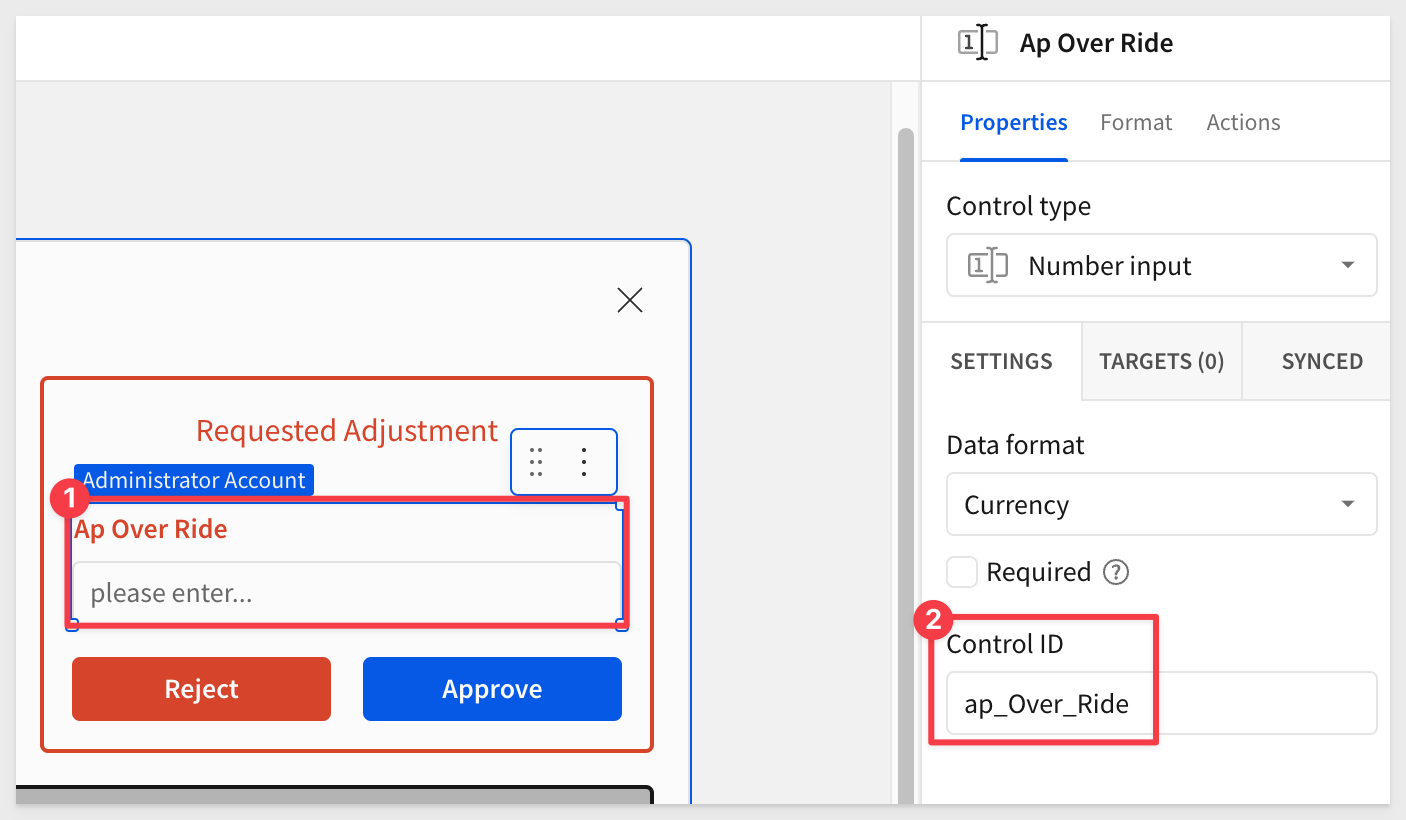 Ap Over Ride
Properties Format Actions
Control type
Number input
SETTINGS TARGETS (0) SYNCED
Data format
Currency
Required ?
2
Control ID
ap_Over_Ride
Requested Adjustment
Administrator Account
1
Ap Over Ride
please enter...
Reject Approve